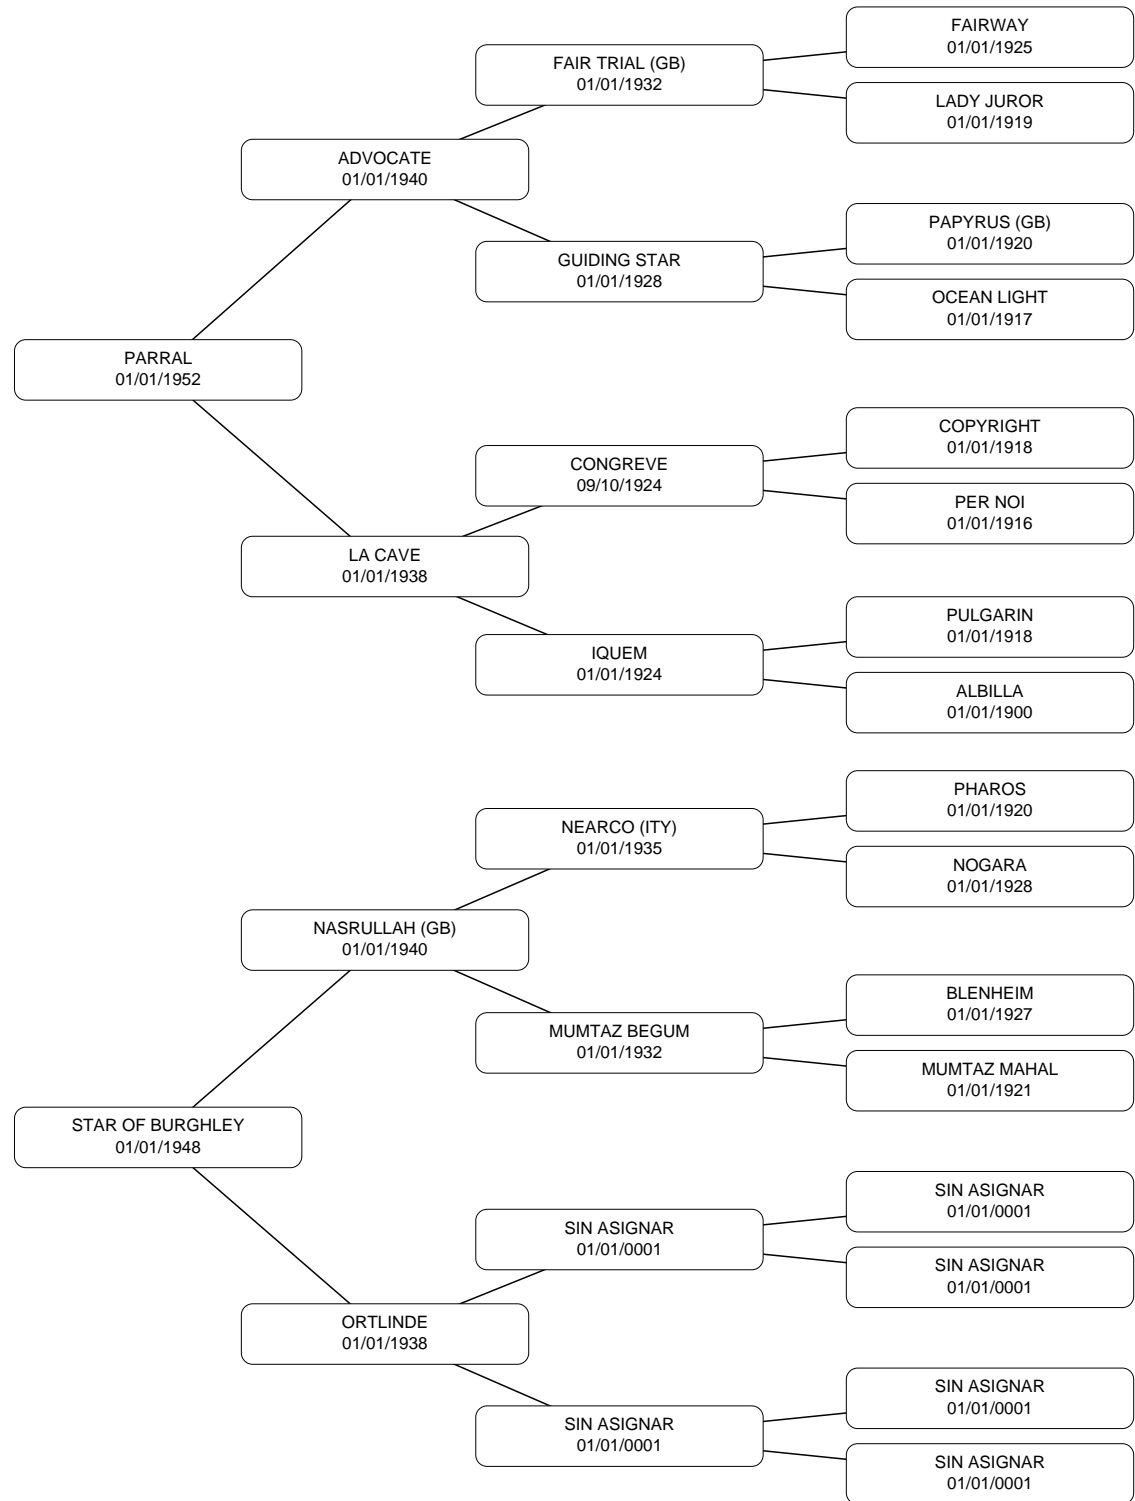 FAIRWAY
01/01/1925
FAIR TRIAL (GB)
01/01/1932
LADY JUROR
01/01/1919
ADVOCATE
01/01/1940
PAPYRUS (GB)
01/01/1920
GUIDING STAR
01/01/1928
OCEAN LIGHT
01/01/1917
PARRAL
01/01/1952
COPYRIGHT
01/01/1918
CONGREVE
09/10/1924
PER NOI
01/01/1916
LA CAVE
01/01/1938
PULGARIN
01/01/1918
IQUEM
01/01/1924
ALBILLA
01/01/1900
PHAROS
01/01/1920
NEARCO (ITY)
01/01/1935
NOGARA
01/01/1928
NASRULLAH (GB)
01/01/1940
BLENHEIM
01/01/1927
MUMTAZ BEGUM
01/01/1932
MUMTAZ MAHAL
01/01/1921
STAR OF BURGHLEY
01/01/1948
SIN ASIGNAR
01/01/0001
SIN ASIGNAR
01/01/0001
SIN ASIGNAR
01/01/0001
ORTLINDE
01/01/1938
SIN ASIGNAR
01/01/0001
SIN ASIGNAR
01/01/0001
SIN ASIGNAR
01/01/0001